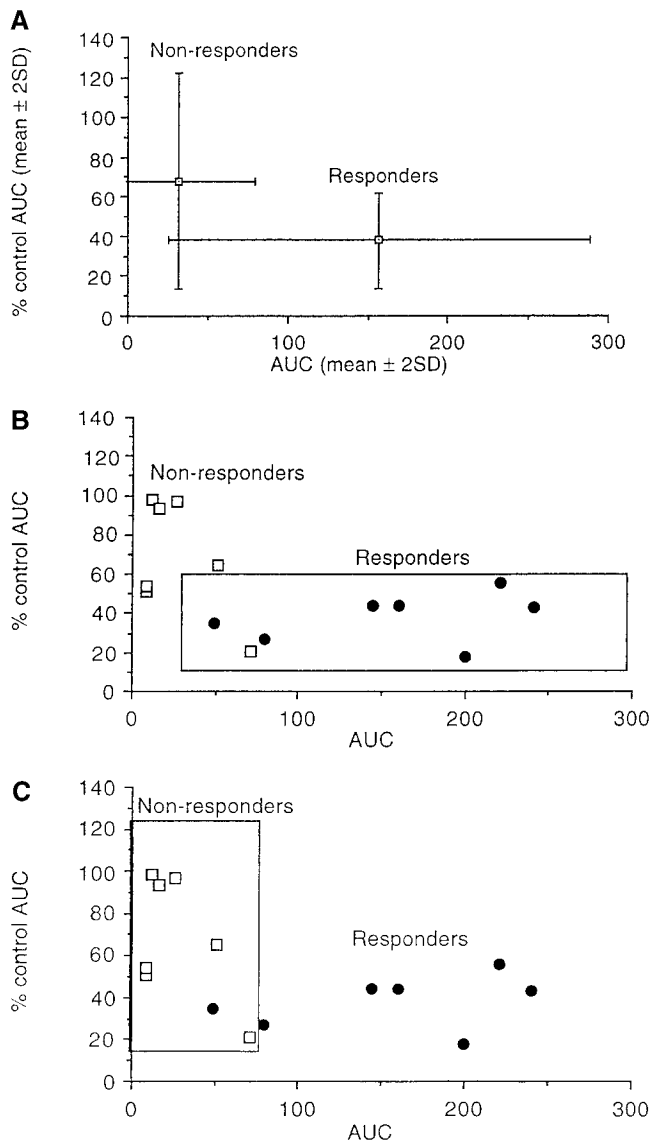 A
% control AUC (mean ± 2SD)
140
120
100
80
60
40
20
0
Non-responders
Responders
0 100 200 300
AUC (mean ± 2SD)
B
% control AUC
140
120
100
80
60
40
20
0
Non-responders
Responders
0 100 200 300
AUC
C
% control AUC
140
120
100
80
60
40
20
0
Non-responders
Responders
0 100 200 300
AUC